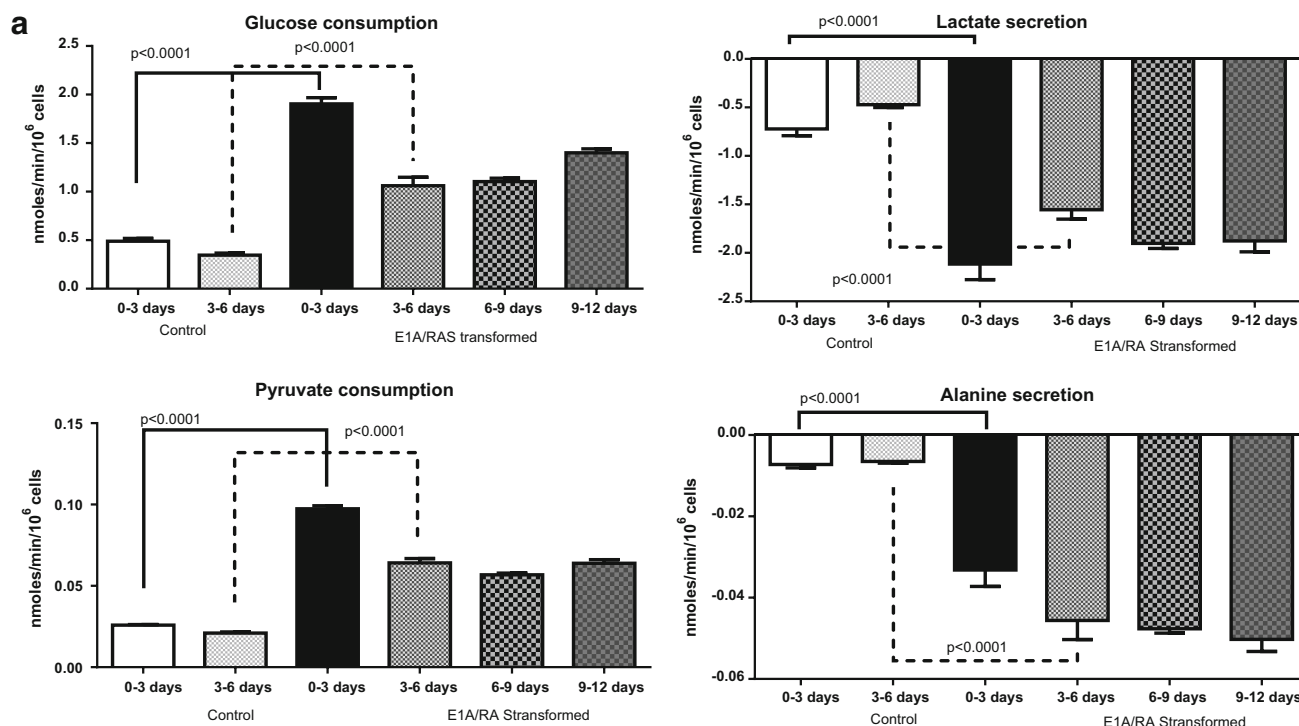 a
Glucose consumption
p<0.0001
p<0.0001
nmoles/min/10^6 cells
2.5
2.0
1.5
1.0
0.5
0.0
0-3 days 3-6 days 0-3 days 3-6 days 6-9 days 9-12 days
Control E1A/RAS transformed
Lactate secretion
p<0.0001
nmoles/min/10^6 cells
0.0
-0.5
-1.0
-1.5
-2.0
-2.5
p<0.0001
0-3 days 3-6 days 0-3 days 3-6 days 6-9 days 9-12 days
Control E1A/RA Stransformed
Pyruvate consumption
p<0.0001
p<0.0001
nmoles/min/10^6 cells
0.15
0.10
0.05
0.00
0-3 days 3-6 days 0-3 days 3-6 days 6-9 days 9-12 days
Control E1A/RA Stransformed
Alanine secretion
p<0.0001
nmoles/min/10^6 cells
0.00
-0.02
-0.04
-0.06
p<0.0001
0-3 days 3-6 days 0-3 days 3-6 days 6-9 days 9-12 days
Control E1A/RA Stransformed